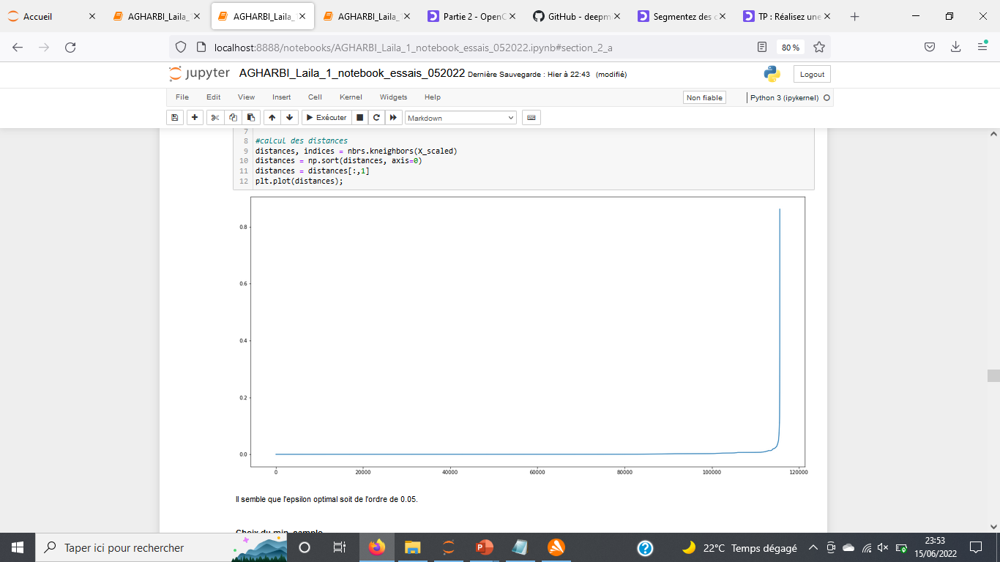 Accueil
AGHARBI_Laila_
AGHARBI_Laila_
AGHARBI_Laila_
Partie 2 - OpenC
GitHub - deepm
Segmentez des c
TP : Réalisez une
localhost:8888/notebooks/AGHARBI_Laila_1_notebook_essais_052022.ipynb#section_2_a
80 %
jupyter AGHARBI_Laila_1_notebook_essais_052022 Dernière Sauvegarde : Hier à 22:43 (modifié)
Logout
File Edit View Insert Cell Kernel Widgets Help
Non fiable
Python 3 (ipykernel)
Exécuter
Markdown
7
8 #calcul des distances
9 distances, indices = nbrs.kneighbors(X_scaled)
10 distances = np.sort(distances, axis=0)
11 distances = distances[:,1]
12 plt.plot(distances);
0.8
0.6
0.4
0.2
0.0
0 20000 40000 60000 80000 100000 120000
Il semble que l'epsilon optimal soit de l'ordre de 0.05.
Choix du min_sample
Taper ici pour rechercher
22°C Temps dégagé
23:53
15/06/2022